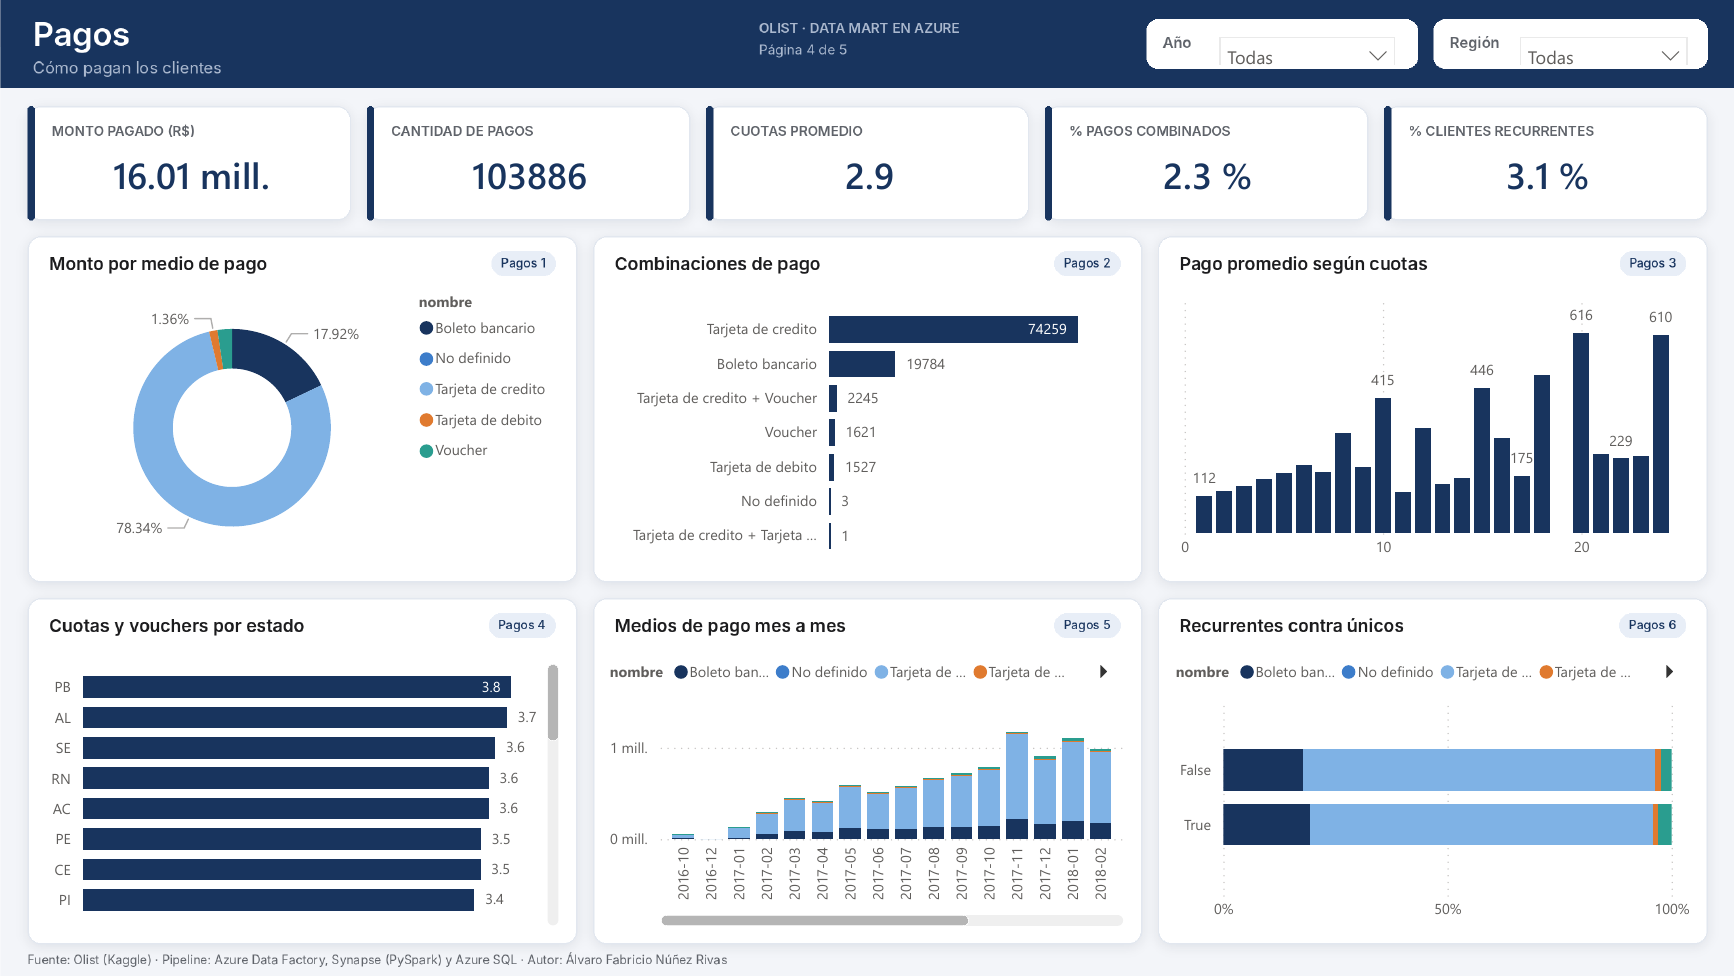 Pagos
Cómo pagan los clientes
OLIST · DATA MART EN AZURE
Página 4 de 5
Año
Todas
Región
Todas
MONTO PAGADO (R$)
16.01 mill.
CANTIDAD DE PAGOS
103886
CUOTAS PROMEDIO
2.9
% PAGOS COMBINADOS
2.3 %
% CLIENTES RECURRENTES
3.1 %
Monto por medio de pago
Pagos 1
nombre
Boleto bancario
No definido
Tarjeta de credito
Tarjeta de debito
Voucher
1.36%
17.92%
78.34%
Combinaciones de pago
Pagos 2
Tarjeta de credito 74259
Boleto bancario 19784
Tarjeta de credito + Voucher 2245
Voucher 1621
Tarjeta de debito 1527
No definido 3
Tarjeta de credito + Tarjeta ... 1
Pago promedio según cuotas
Pagos 3
112
415
446
175
616
229
610
0 10 20
Cuotas y vouchers por estado
Pagos 4
PB 3.8
AL 3.7
SE 3.6
RN 3.6
AC 3.6
PE 3.5
CE 3.5
PI 3.4
Medios de pago mes a mes
Pagos 5
nombre Boleto ban... No definido Tarjeta de ... Tarjeta de ...
1 mill.
0 mill.
2016-10
2016-12
2017-01
2017-02
2017-03
2017-04
2017-05
2017-06
2017-07
2017-08
2017-09
2017-10
2017-11
2017-12
2018-01
2018-02
Recurrentes contra únicos
Pagos 6
nombre Boleto ban... No definido Tarjeta de ... Tarjeta de ...
False
True
0% 50% 100%
Fuente: Olist (Kaggle) · Pipeline: Azure Data Factory, Synapse (PySpark) y Azure SQL · Autor: Álvaro Fabricio Núñez Rivas